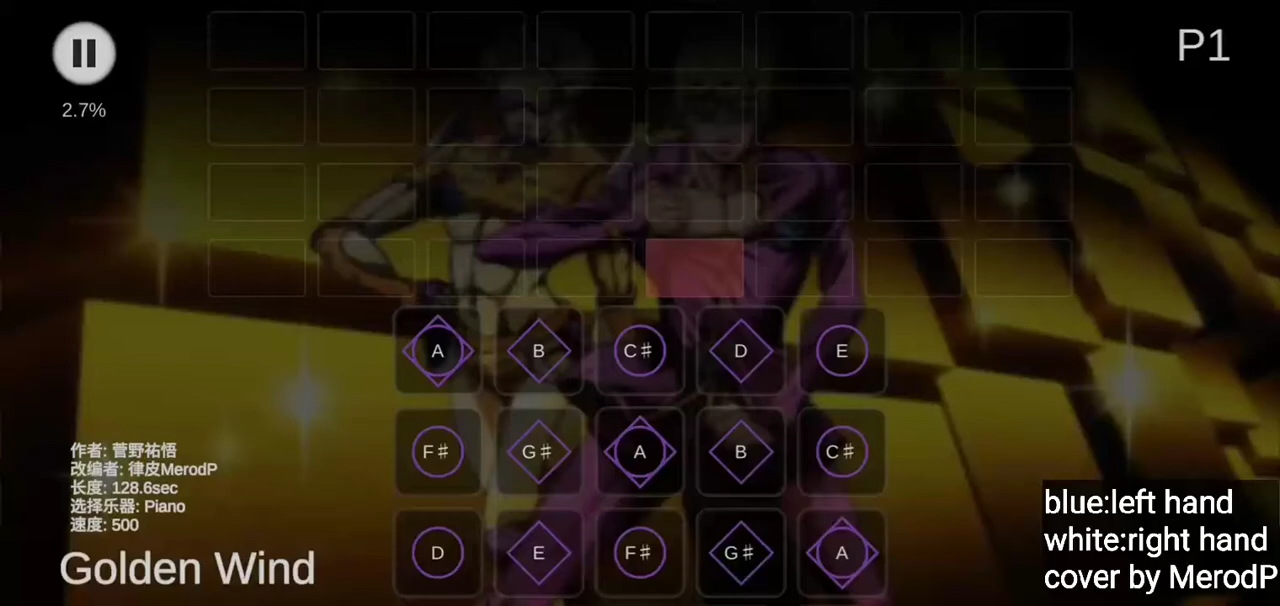 P1
2.7%
A B C♯ D E
F♯ G♯ A B C♯
D E F♯ G♯ A
作者: 菅野祐悟
改编者: 律皮MerodP
长度: 128.6sec
选择乐器: Piano
速度: 500
Golden Wind
blue:left hand
white:right hand
cover by MerodP